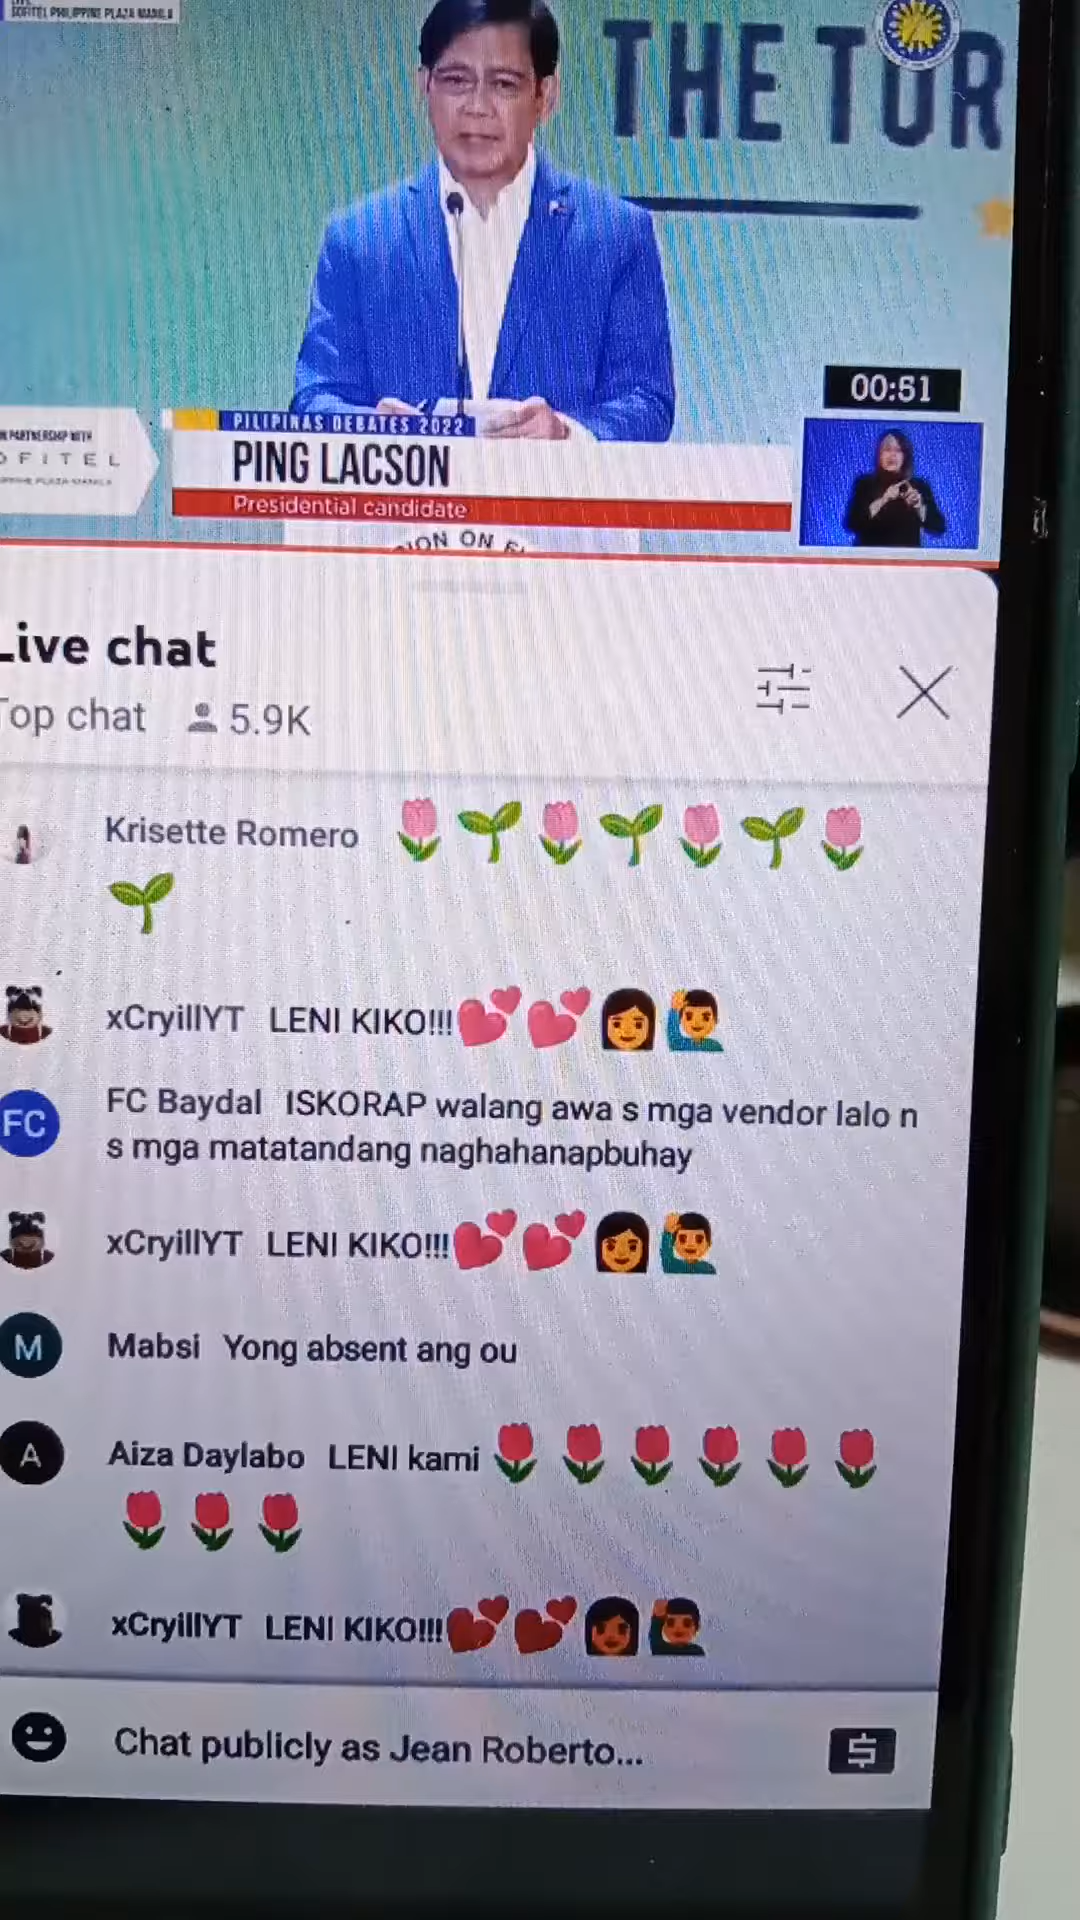 SOFITEL PHILIPPINE PLAZA MANILA
THE TUR
00:51
IN PARTNERSHIP WITH
OFITEL
PLAZA MANILA
PILIPINAS DEBATES 2022
PING LACSON
Presidential candidate
ION ON
Live chat
Top chat 5.9K
Krisette Romero 🌷🌱🌷🌱🌷🌱🌷
🌱
xCryillYT LENI KIKO!!!💕💕👩🙋‍♂️
FC
FC Baydal ISKORAP walang awa s mga vendor lalo n
s mga matatandang naghahanapbuhay
xCryillYT LENI KIKO!!!💕💕👩🙋‍♂️
M
Mabsi Yong absent ang ou
A
Aiza Daylabo LENI kami🌷🌷🌷🌷🌷🌷
🌷🌷🌷
xCryillYT LENI KIKO!!!💕💕👩🙋‍♂️
Chat publicly as Jean Roberto...
$